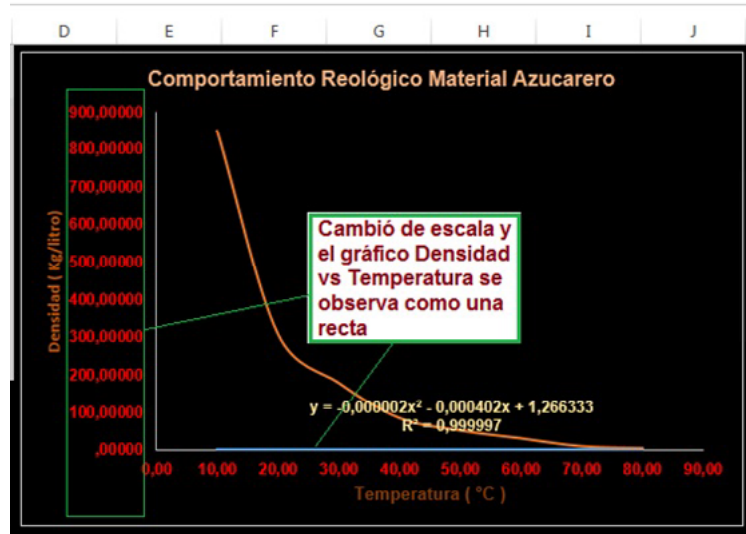 D E F G H I J
Comportamiento Reológico Material Azucarero
900,00000
800,00000
700,00000
600,00000
500,00000
400,00000
300,00000
200,00000
100,00000
,00000
Densidad ( Kg/litro)
Cambió de escala y
el gráfico Densidad
vs Temperatura se
observa como una
recta
y = -0,000002x² - 0,000402x + 1,266333
R² = 0,999997
0,00 10,00 20,00 30,00 40,00 50,00 60,00 70,00 80,00 90,00
Temperatura ( °C )